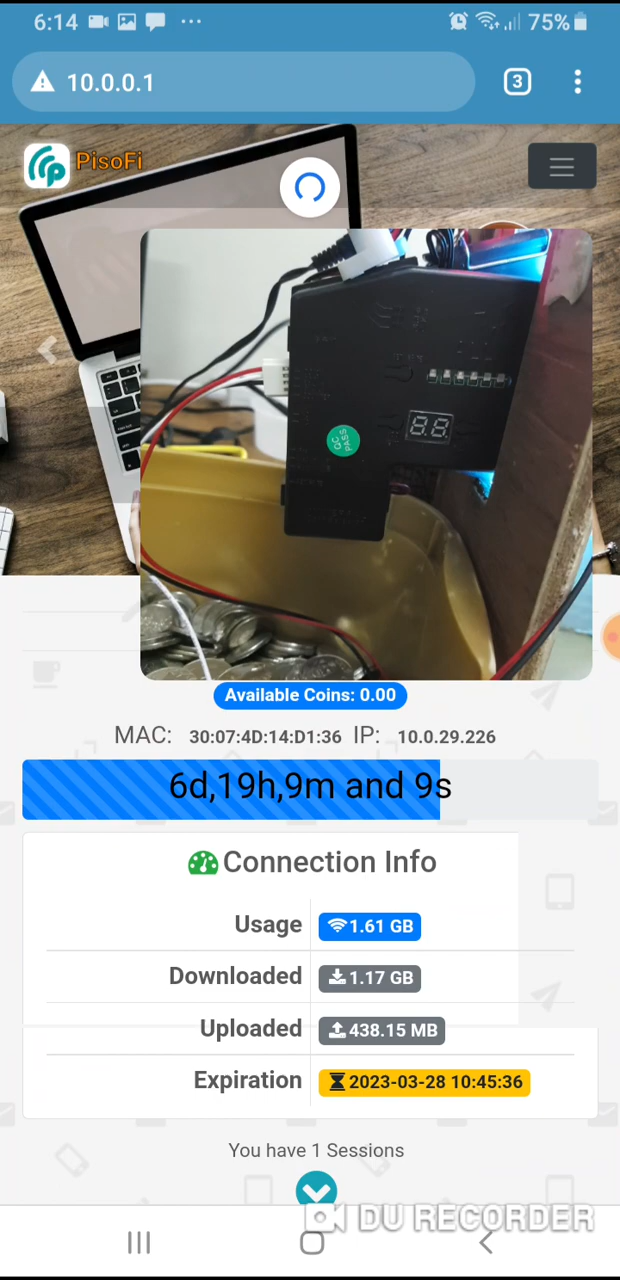 6:14
75%
10.0.0.1
3
PisoFi
QC PASS
88
Available Coins: 0.00
MAC: 30:07:4D:14:D1:36 IP: 10.0.29.226
6d,19h,9m and 9s
Connection Info
Usage 1.61 GB
Downloaded 1.17 GB
Uploaded 438.15 MB
Expiration 2023-03-28 10:45:36
You have 1 Sessions
DU RECORDER